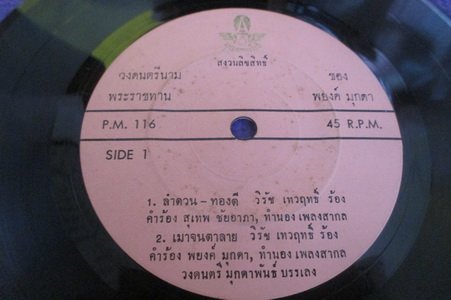 สงวนลิขสิทธิ์
วงดนตรีนาม ของ
พระราชทาน พยงค์ มุกดา
P.M. 116 45 R.P.M.
SIDE 1
1. ลำดวน - ทองดี วิรัช เทวฤทธิ์ ร้อง
คำร้อง สุเทพ ชัยอาภา, ทำนอง เพลงสากล
2. เมาจนตาลาย วิรัช เทวฤทธิ์ ร้อง
คำร้อง พยงค์ มุกดา, ทำนอง เพลงสากล
วงดนตรี มุกดาพันธ์ บรรเลง